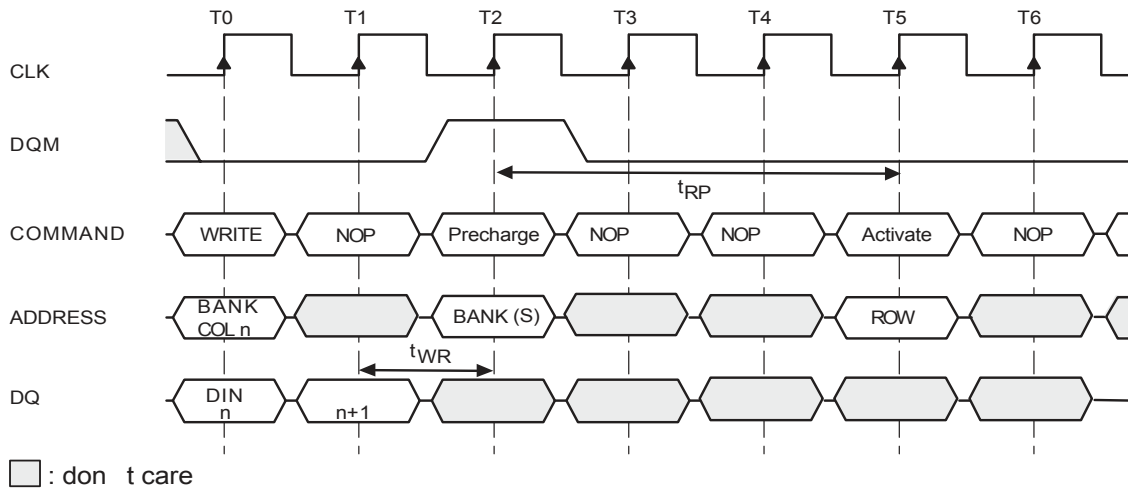 T0 T1 T2 T3 T4 T5 T6
CLK
DQM
tRP
COMMAND WRITE NOP Precharge NOP NOP Activate NOP
ADDRESS BANK COL n BANK (S) ROW
tWR
DQ DIN n n+1
: don t care